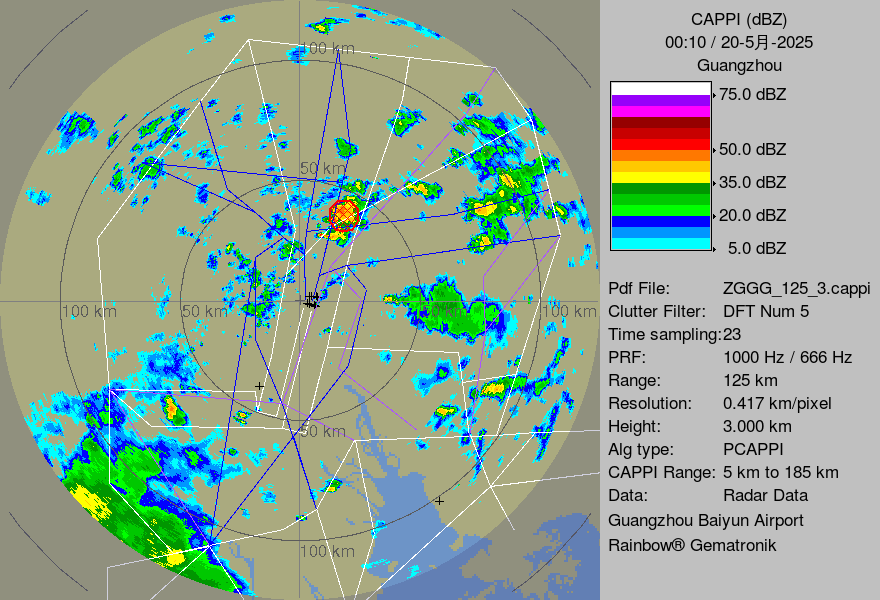 CAPPI (dBZ)
00:10 / 20-5月-2025
Guangzhou
75.0 dBZ
50.0 dBZ
35.0 dBZ
20.0 dBZ
5.0 dBZ
Pdf File: ZGGG_125_3.cappi
Clutter Filter: DFT Num 5
Time sampling:23
PRF: 1000 Hz / 666 Hz
Range: 125 km
Resolution: 0.417 km/pixel
Height: 3.000 km
Alg type: PCAPPI
CAPPI Range: 5 km to 185 km
Data: Radar Data
Guangzhou Baiyun Airport
Rainbow® Gematronik
100 km
50 km
100 km
50 km
100 km
50 km
100 km